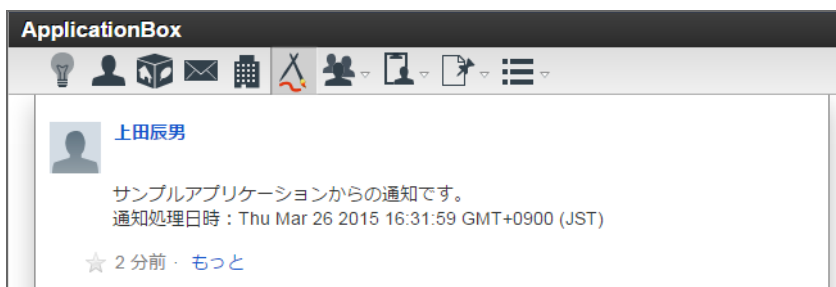 ApplicationBox
上田辰男
サンプルアプリケーションからの通知です。
通知処理日時：Thu Mar 26 2015 16:31:59 GMT+0900 (JST)
2 分前 · もっと